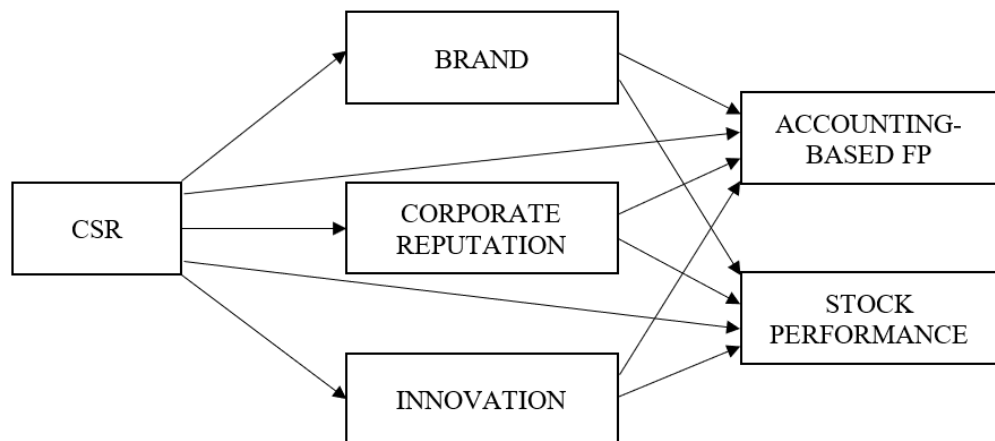 BRAND
ACCOUNTING-
BASED FP
CSR
CORPORATE
REPUTATION
STOCK
PERFORMANCE
INNOVATION